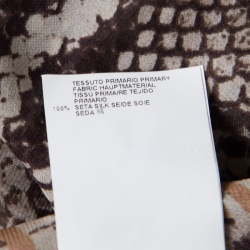 TESSUTO PRIMARIO PRIMARY
FABRIC HAUPTMATERIAL
TISSU PRIMAIRE TEJIDO
PRIMARIO
100% SETA SILK SEIDE SOIE
SEDA